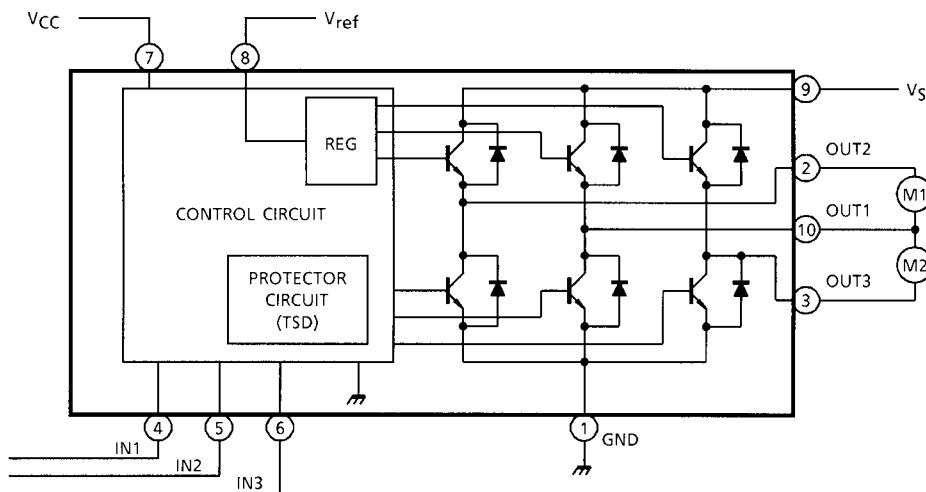 VCC
Vref
7
8
9
VS
REG
OUT2
2
M1
CONTROL CIRCUIT
OUT1
10
M2
PROTECTOR
CIRCUIT
(TSD)
OUT3
3
4
5
6
1
GND
IN1
IN2
IN3